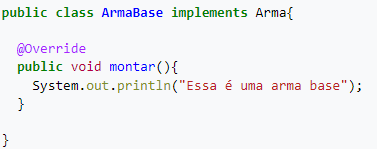 public class ArmaBase implements Arma{
@Override
public void montar(){
System.out.println("Essa é uma arma base");
}
}